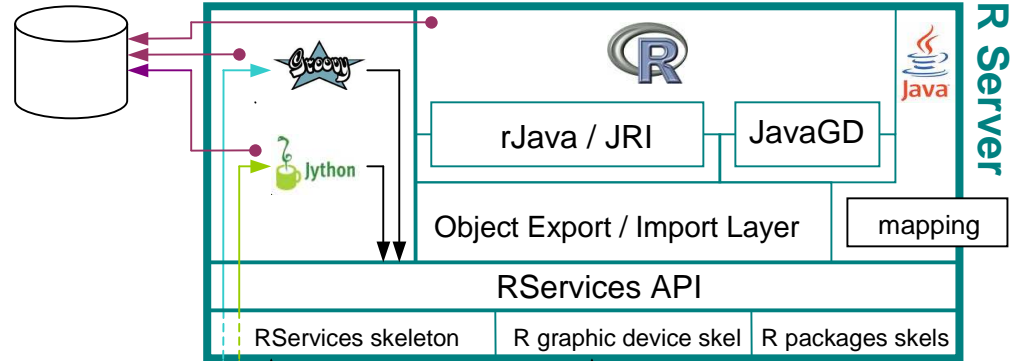 Groovy
R
Java
R Server
rJava / JRI
JavaGD
Jython
Object Export / Import Layer
mapping
RServices API
RServices skeleton
R graphic device skel
R packages skels